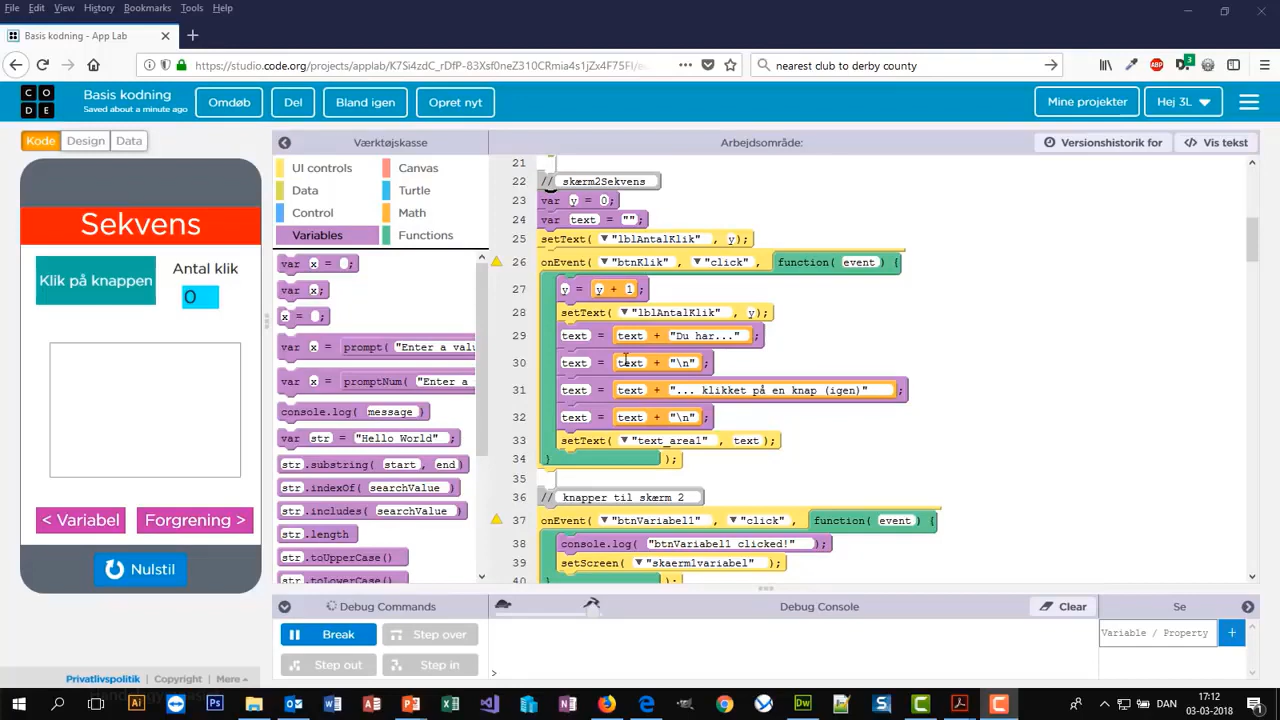 File Edit View History Bookmarks Tools Help
Basis kodning - App Lab
https://studio.code.org/projects/applab/K7Si4zdC_rDfP-83Xsf0neZ310CRmia4s1jZx4F75FI/e
nearest club to derby county
CODE
Basis kodning
Saved about a minute ago
Omdøb
Del
Bland igen
Opret nyt
Mine projekter
Hej 3L
Kode Design Data
Værktøjskasse
Arbejdsområde:
Versionshistorik for
Vis tekst
Sekvens
Klik på knappen
Antal klik
0
< Variabel
Forgrening >
Nulstil
Privatlivspolitik | Copyright | Mere
UI controls Canvas
Data Turtle
Control Math
Variables Functions
var x = ;
var x;
x = ;
var x = prompt( "Enter a valu
var x = promptNum( "Enter a
console.log( message )
var str = "Hello World" ;
str.substring( start, end)
str.indexOf( searchValue )
str.includes( searchValue )
str.length
str.toUpperCase( )
str.toLowerCase( )
21
22 // skærm2Sekvens
23 var y = 0;
24 var text = "";
25 setText( "lblAntalKlik" , y);
26 onEvent( "btnKlik" , "click", function( event) {
27 y = y + 1;
28 setText( "lblAntalKlik" , y);
29 text = text + "Du har..." ;
30 text = text + "\n" ;
31 text = text + "... klikket på en knap (igen)" ;
32 text = text + "\n" ;
33 setText( "text_area1" , text);
34 } );
35
36 // knapper til skærm 2
37 onEvent( "btnVariabel1" , "click", function( event) {
38 console.log( "btnVariabel1 clicked!" );
39 setScreen( "skaerm1variabel" );
40 } );
Debug Commands
Debug Console
Clear
Se
Break
Step over
Step out
Step in
Variable / Property
+
>
DAN
17:12
03-03-2018